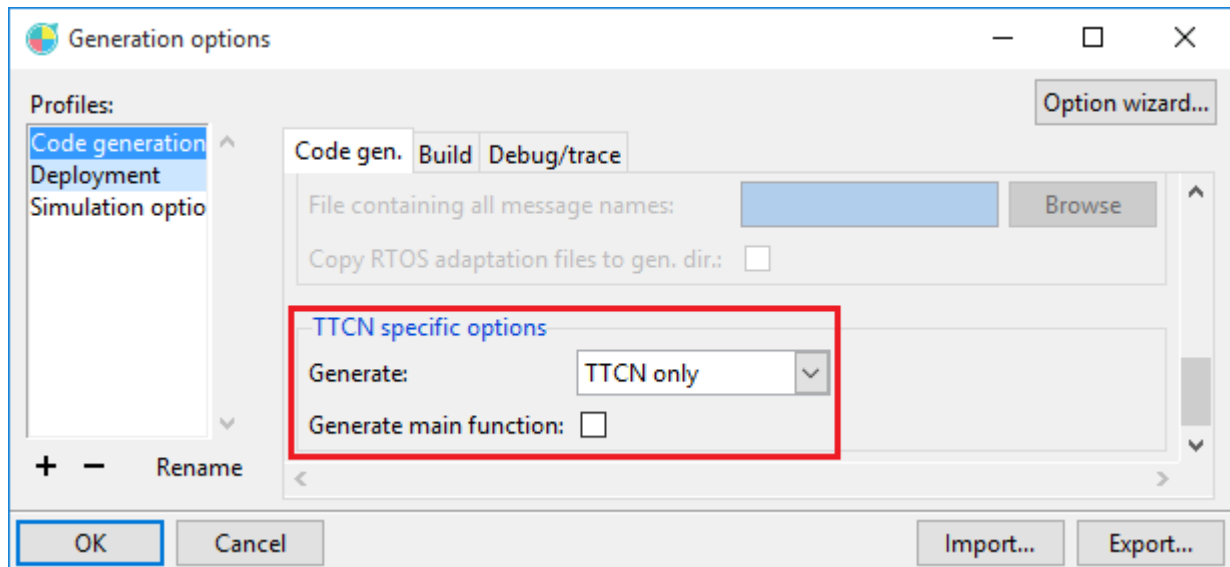 Generation options
Option wizard...
Profiles:
Code generation
Deployment
Simulation optio
Code gen. Build Debug/trace
File containing all message names: Browse
Copy RTOS adaptation files to gen. dir.:
TTCN specific options
Generate: TTCN only
Generate main function:
+ − Rename
OK Cancel Import... Export...